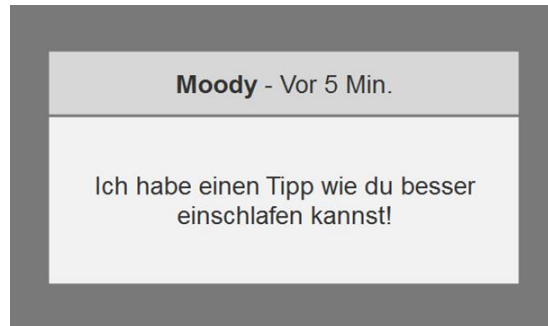 Moody - Vor 5 Min.
Ich habe einen Tipp wie du besser
einschlafen kannst!